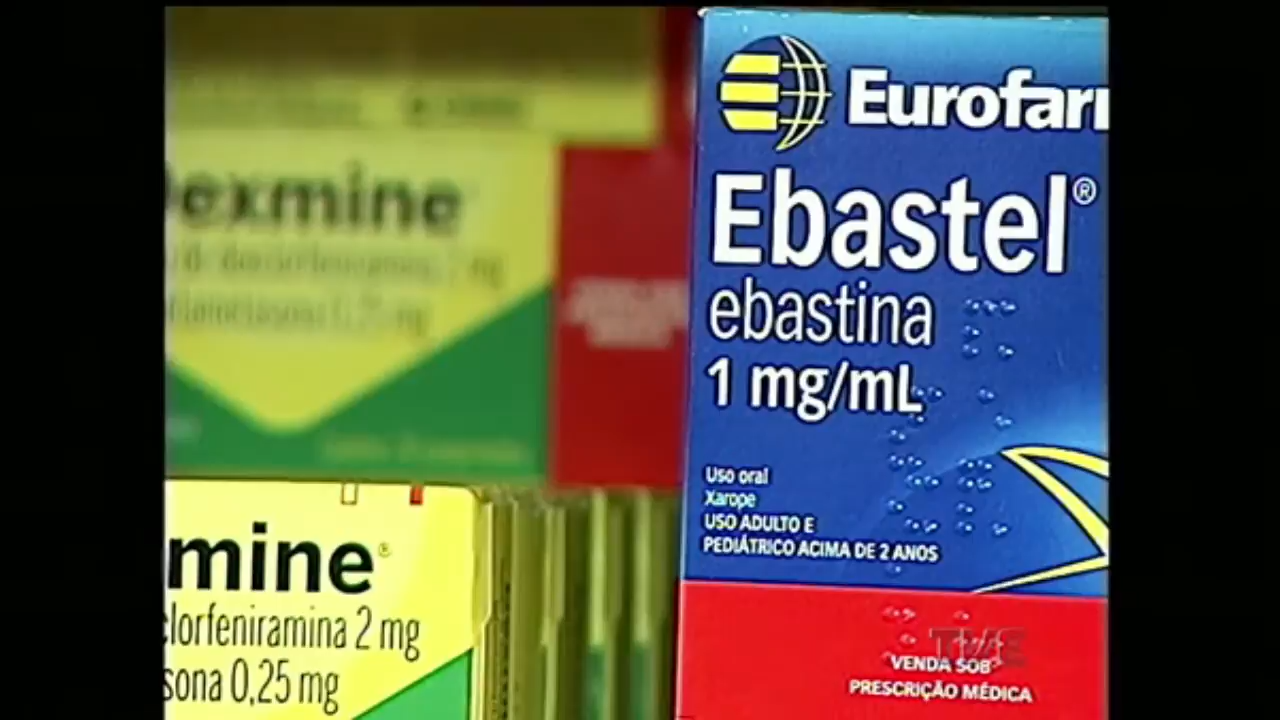 exmine
Eurofar
Ebastel®
ebastina
1 mg/mL
Uso oral
Xarope
USO ADULTO E
PEDIÁTRICO ACIMA DE 2 ANOS
VENDA SOB
PRESCRIÇÃO MÉDICA
TVE
mine®
clorfeniramina 2 mg
sona 0,25 mg